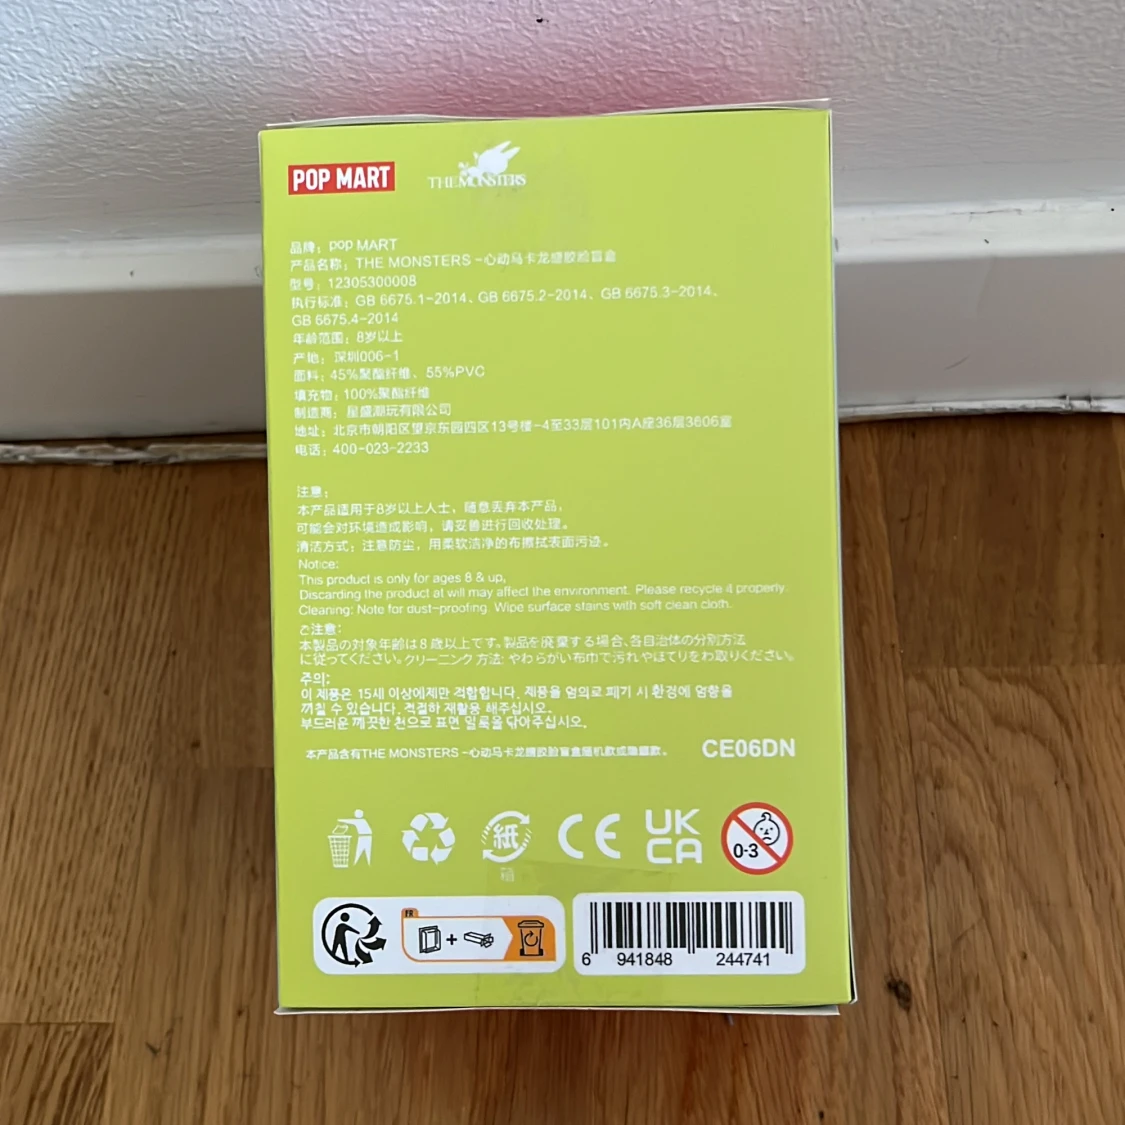 POP MART
THE MONSTERS
品牌：pop MART
产品名称：THE MONSTERS -心动马卡龙搪胶脸盲盒
型号：12305300008
执行标准：GB 6675.1-2014、GB 6675.2-2014、GB 6675.3-2014、
GB 6675.4-2014
年龄范围：8岁以上
产地：深圳006-1
面料：45%聚酯纤维、55%PVC
填充物：100%聚酯纤维
制造商：星盛潮玩有限公司
地址：北京市朝阳区望京东园四区13号楼-4至33层101内A座36层3606室
电话：400-023-2233
注意：
本产品适用于8岁以上人士，随意丢弃本产品，
可能会对环境造成影响，请妥善进行回收处理。
清洁方式：注意防尘，用柔软洁净的布擦拭表面污迹。
Notice:
This product is only for ages 8 & up,
Discarding the product at will may affect the environment. Please recycle it properly.
Cleaning: Note for dust-proofing. Wipe surface stains with soft clean cloth.
ご注意：
本製品の対象年齢は8歳以上です。製品を廃棄する場合、各自治体の分別方法
に従ってください。クリーニング 方法: やわらがい布巾で汚れやほてりをわ取りください。
주의:
이 제품은 15세 이상에제만 적합합니다. 제품을 임의로 폐기 시 환경에 영향을
끼칠 수 있습니다. 적절하 재활용 해주십시오.
부드러운 깨끗한 천으로 표면 얼룩을 닦아주십시오.
本产品含有THE MONSTERS -心动马卡龙搪胶脸盲盒随机款或隐藏款。
CE06DN
紙
箱
CE
UK
CA
0-3
FR
6 941848 244741